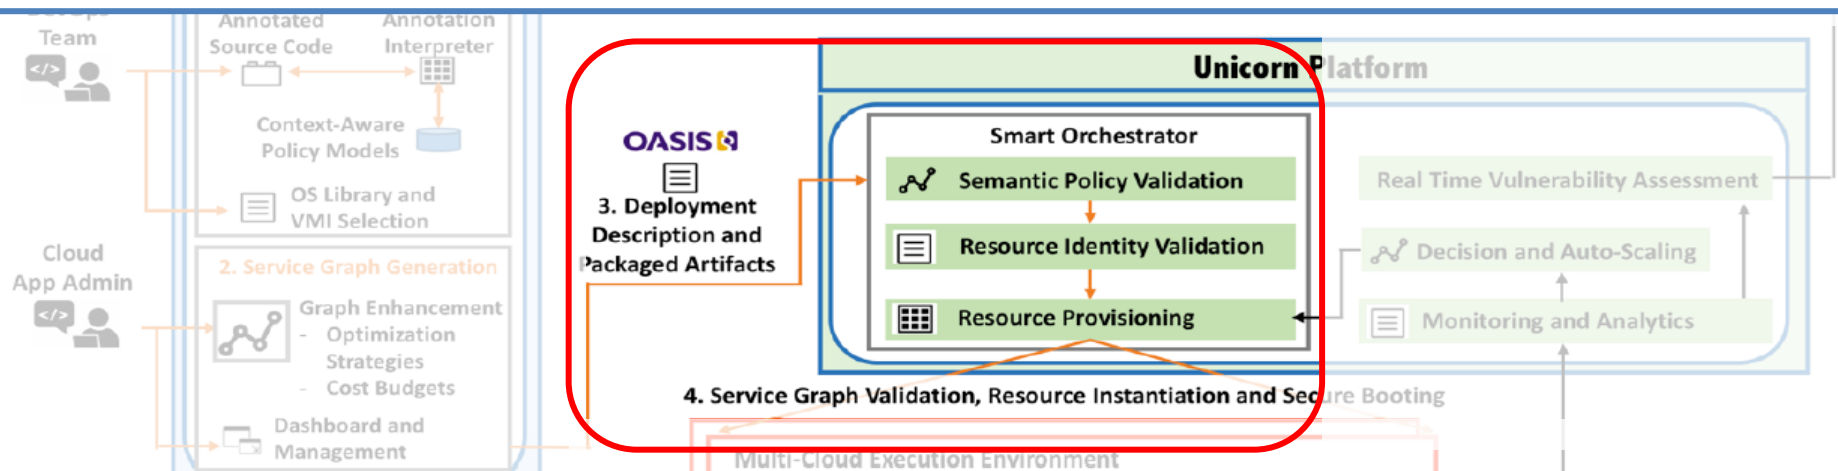 DevOps
Team
Annotated
Source Code
Annotation
Interpreter
Context-Aware
Policy Models
OS Library and
VMI Selection
Cloud
App Admin
2. Service Graph Generation
Graph Enhancement
- Optimization
Strategies
- Cost Budgets
Dashboard and
Management
OASIS
3. Deployment
Description and
Packaged Artifacts
Unicorn Platform
Smart Orchestrator
Semantic Policy Validation
Resource Identity Validation
Resource Provisioning
Real Time Vulnerability Assessment
Decision and Auto-Scaling
Monitoring and Analytics
4. Service Graph Validation, Resource Instantiation and Secure Booting
Multi-Cloud Execution Environment